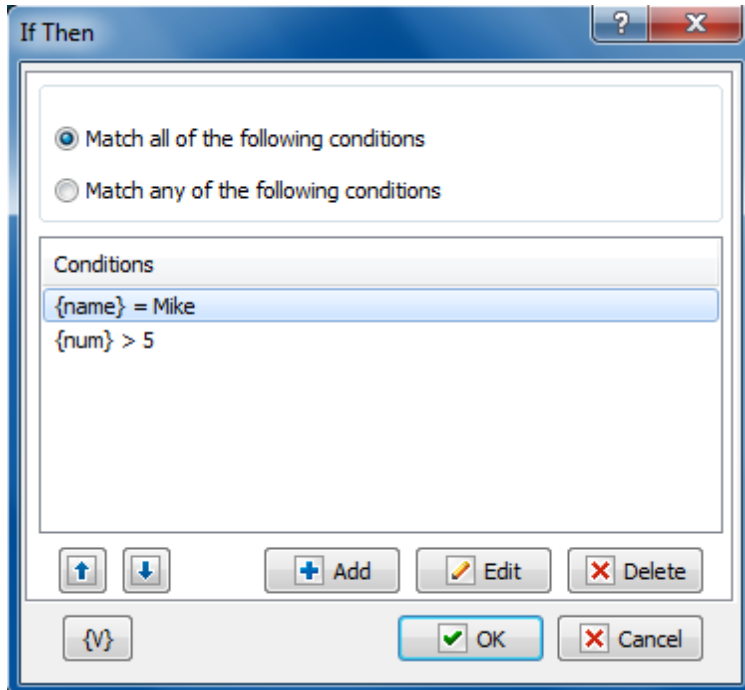 If Then
?
Match all of the following conditions
Match any of the following conditions
Conditions
{name} = Mike
{num} > 5
Add Edit Delete
{V} OK Cancel